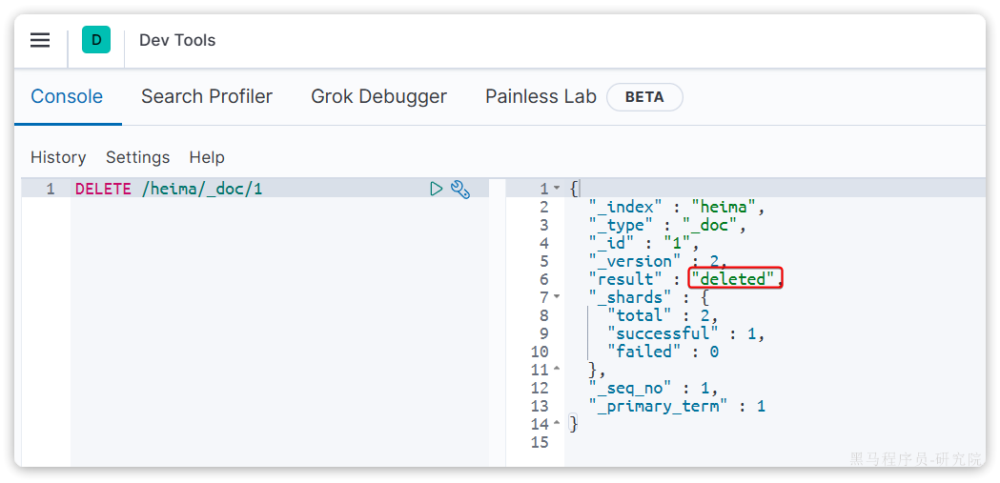 D Dev Tools
Console Search Profiler Grok Debugger Painless Lab BETA
History Settings Help
1 DELETE /heima/_doc/1
1 {
2 "_index" : "heima",
3 "_type" : "_doc",
4 "_id" : "1",
5 "_version" : 2,
6 "result" : "deleted",
7 "_shards" : {
8 "total" : 2,
9 "successful" : 1,
10 "failed" : 0
11 },
12 "_seq_no" : 1,
13 "_primary_term" : 1
14 }
15
黑马程序员-研究院